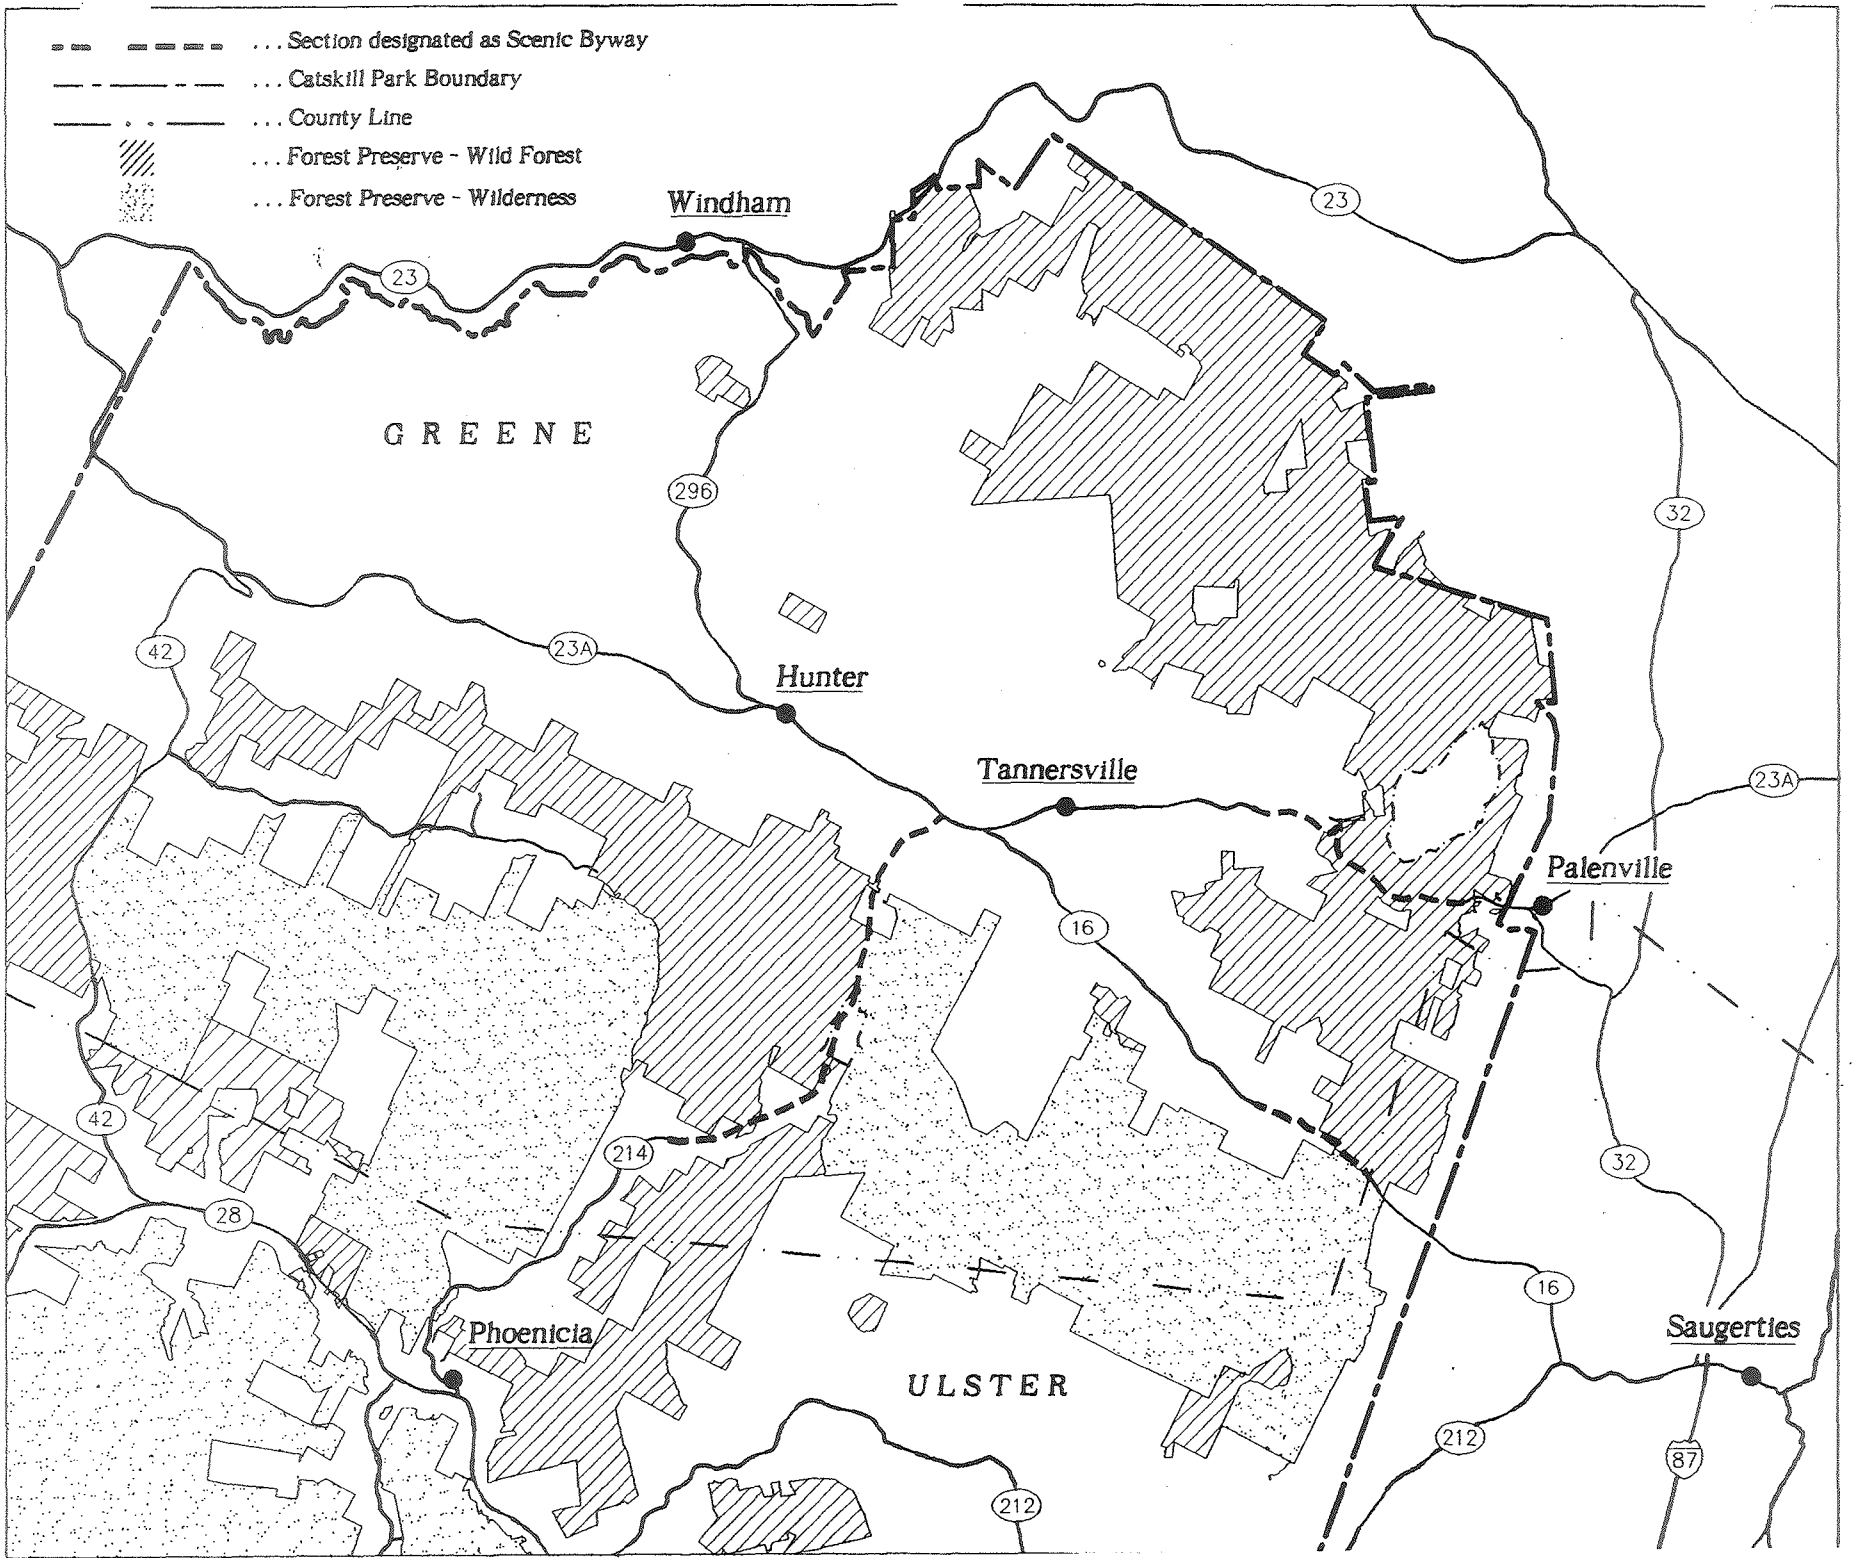 ... Section designated as Scenic Byway
... Catskill Park Boundary
... County Line
... Forest Preserve - Wild Forest
... Forest Preserve - Wilderness
Windham
23
23
GREENE
296
32
42
23A
Hunter
Tannersville
23A
Palenville
16
42
214
32
28
16
Phoenicia
Saugerties
ULSTER
212
87
212